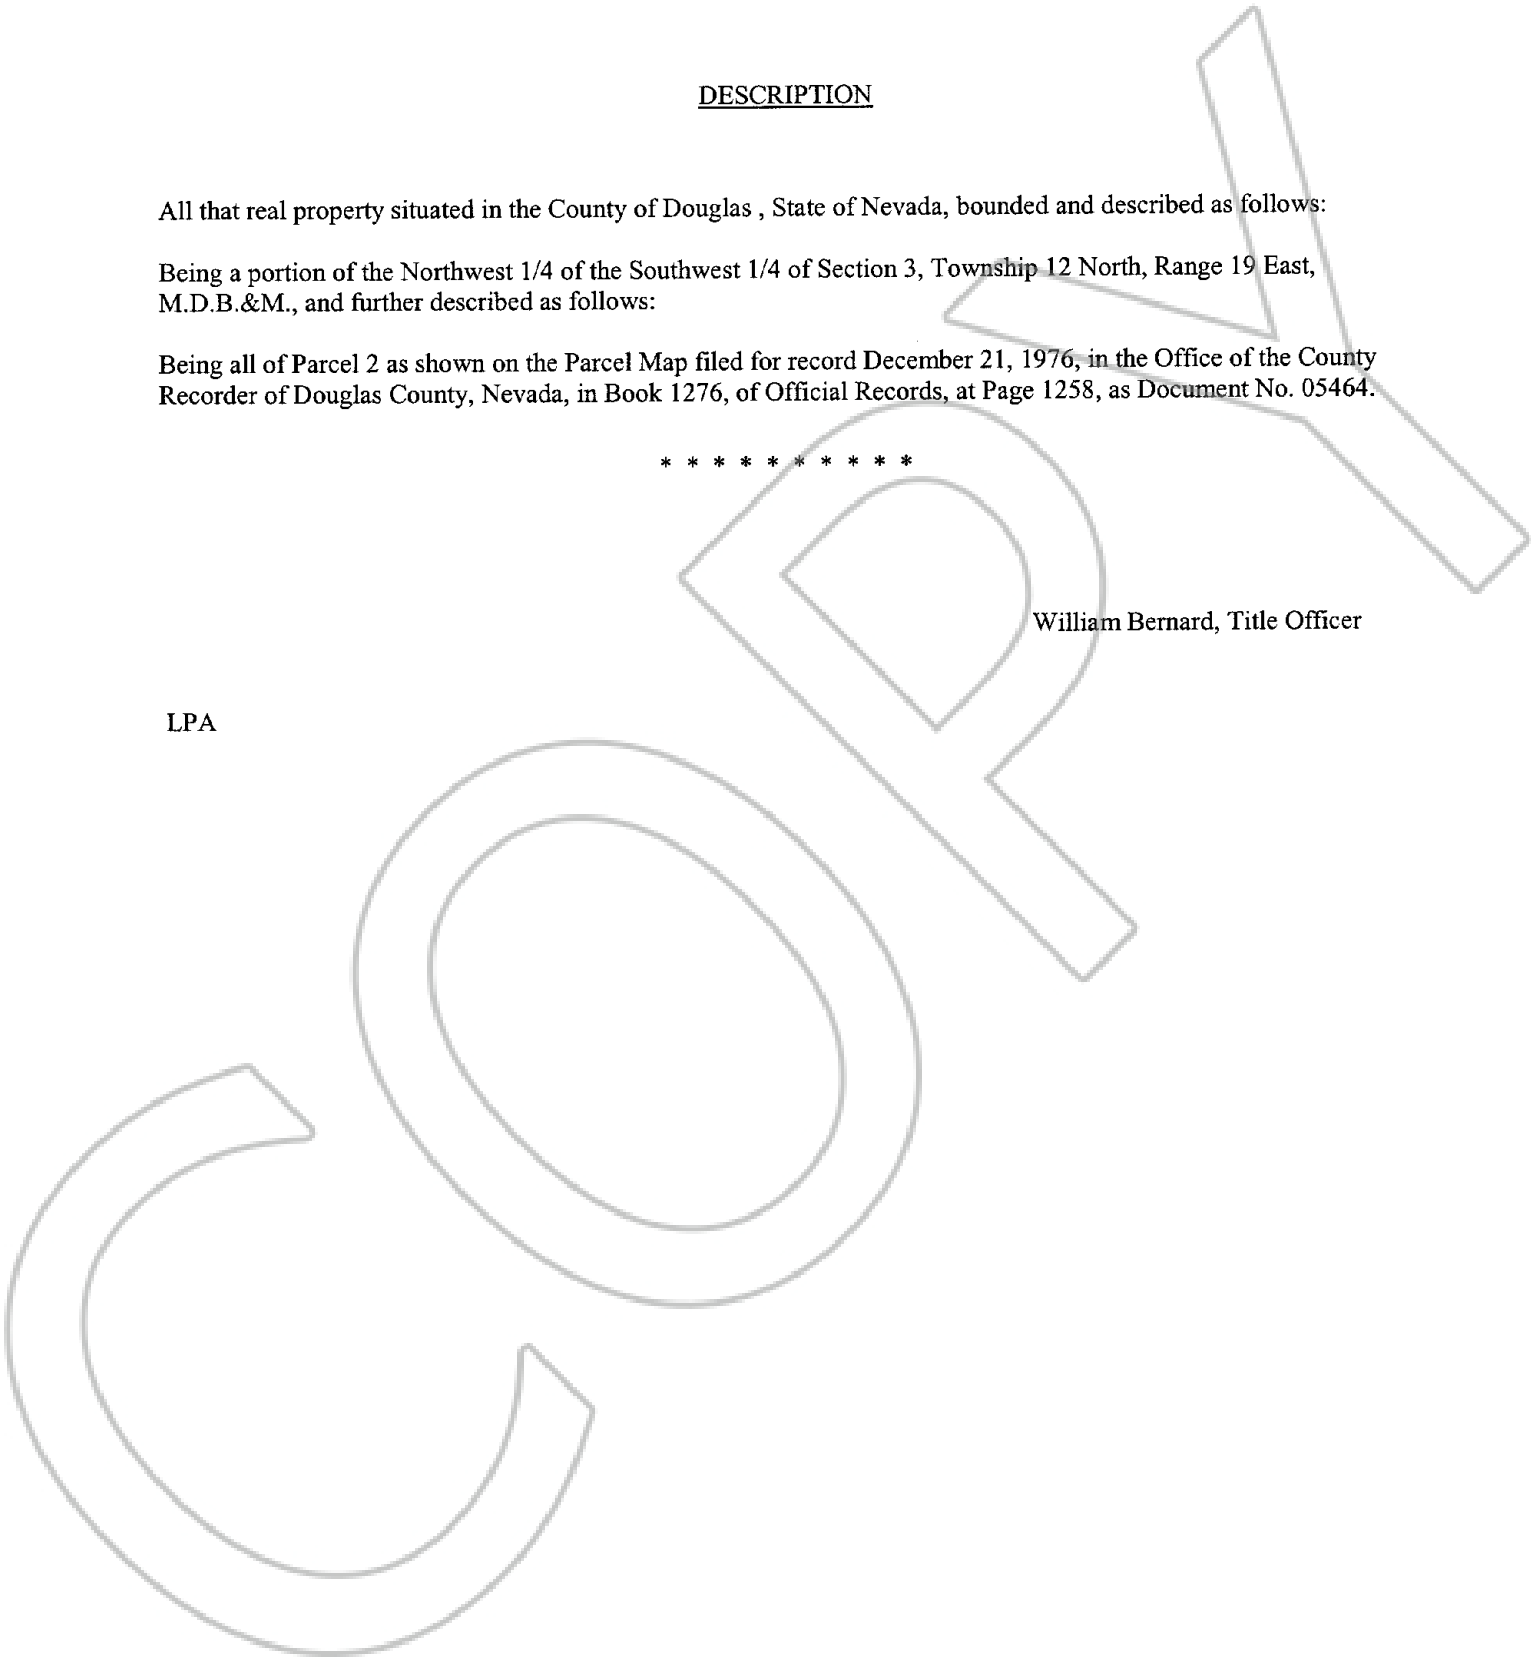 DESCRIPTION
All that real property situated in the County of Douglas , State of Nevada, bounded and described as follows:
Being a portion of the Northwest 1/4 of the Southwest 1/4 of Section 3, Township 12 North, Range 19 East,
M.D.B.&M., and further described as follows:
Being all of Parcel 2 as shown on the Parcel Map filed for record December 21, 1976, in the Office of the County
Recorder of Douglas County, Nevada, in Book 1276, of Official Records, at Page 1258, as Document No. 05464.
* * * * * * * * * *
William Bernard, Title Officer
LPA
COPY